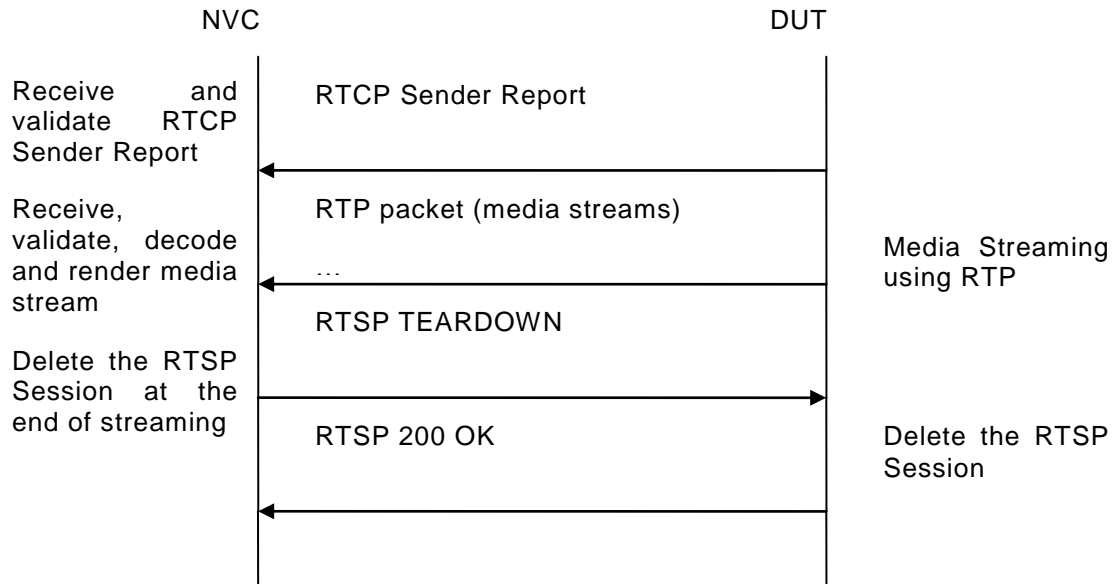 NVC
DUT
Receive and
validate RTCP
Sender Report
RTCP Sender Report
Receive,
validate, decode
and render media
stream
RTP packet (media streams)
...
Media Streaming
using RTP
RTSP TEARDOWN
Delete the RTSP
Session at the
end of streaming
RTSP 200 OK
Delete the RTSP
Session